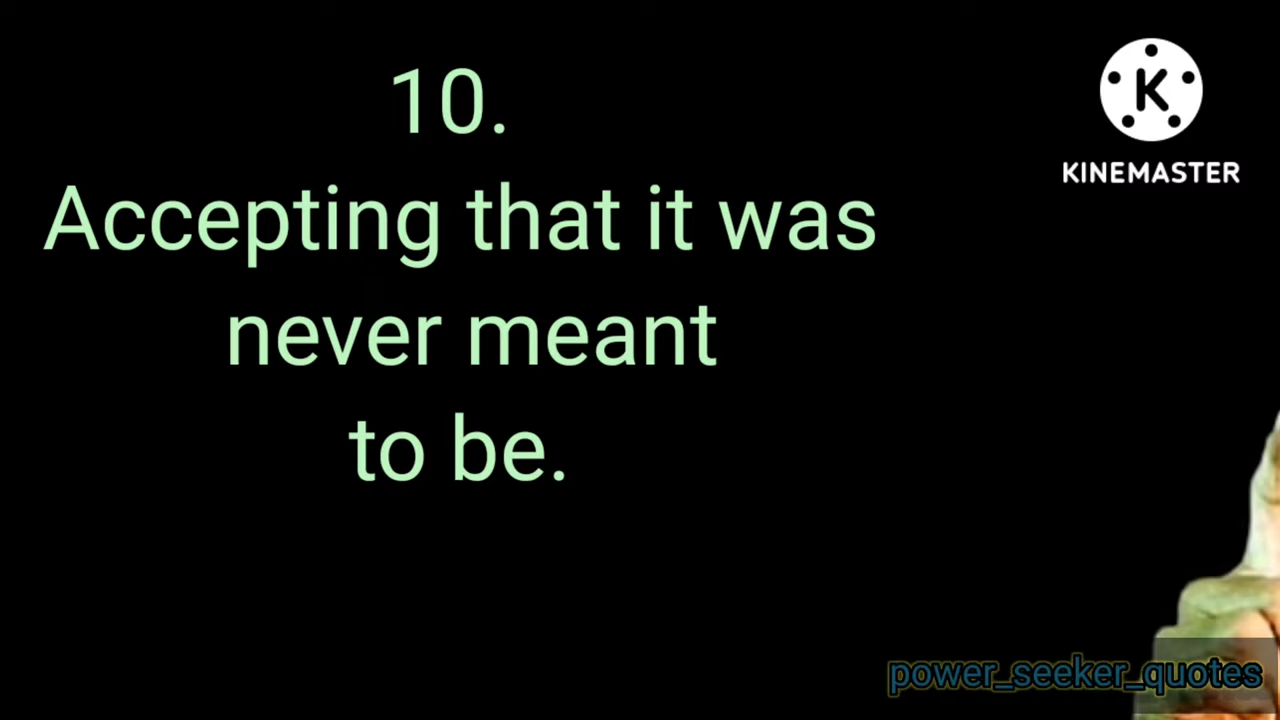 10.
Accepting that it was
never meant
to be.
K
KINEMASTER
power_seeker_quotes